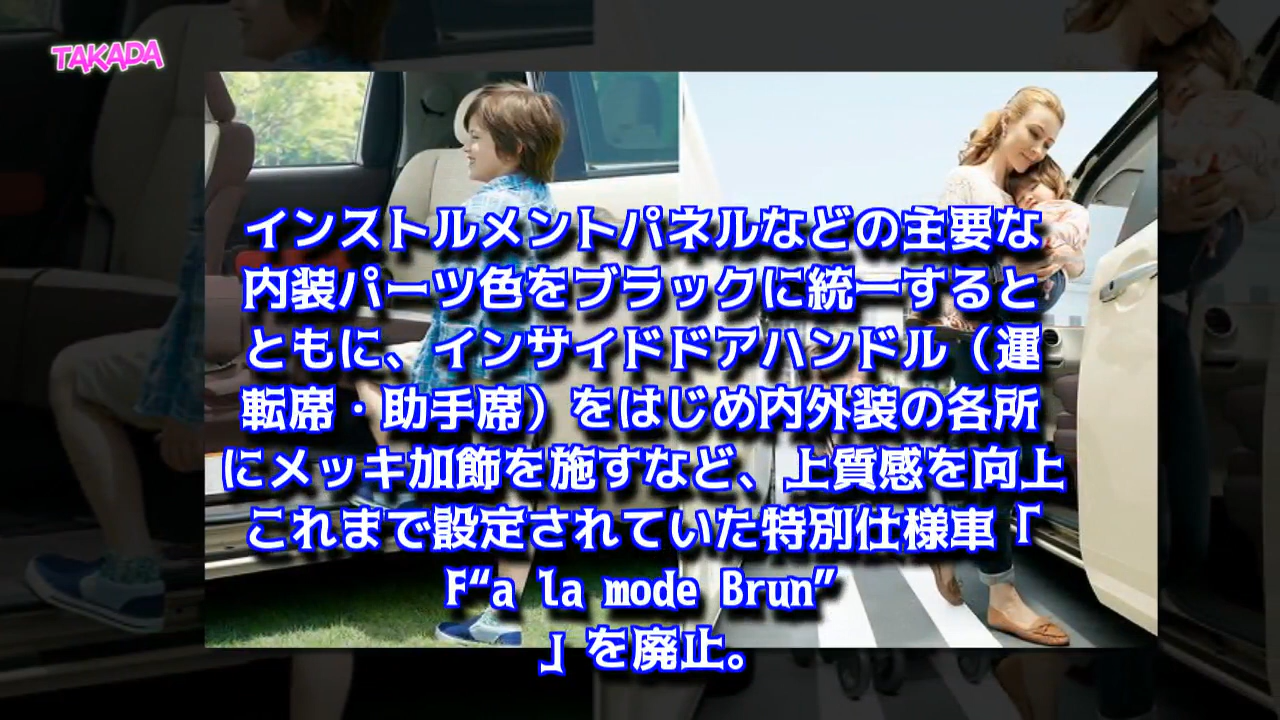 TAKADA
インストルメントパネルなどの主要な
内装パーツ色をブラックに統一すると
ともに、インサイドドアハンドル（運
転席・助手席）をはじめ内外装の各所
にメッキ加飾を施すなど、上質感を向上
これまで設定されていた特別仕様車「
F“a la mode Brun”
」を廃止。